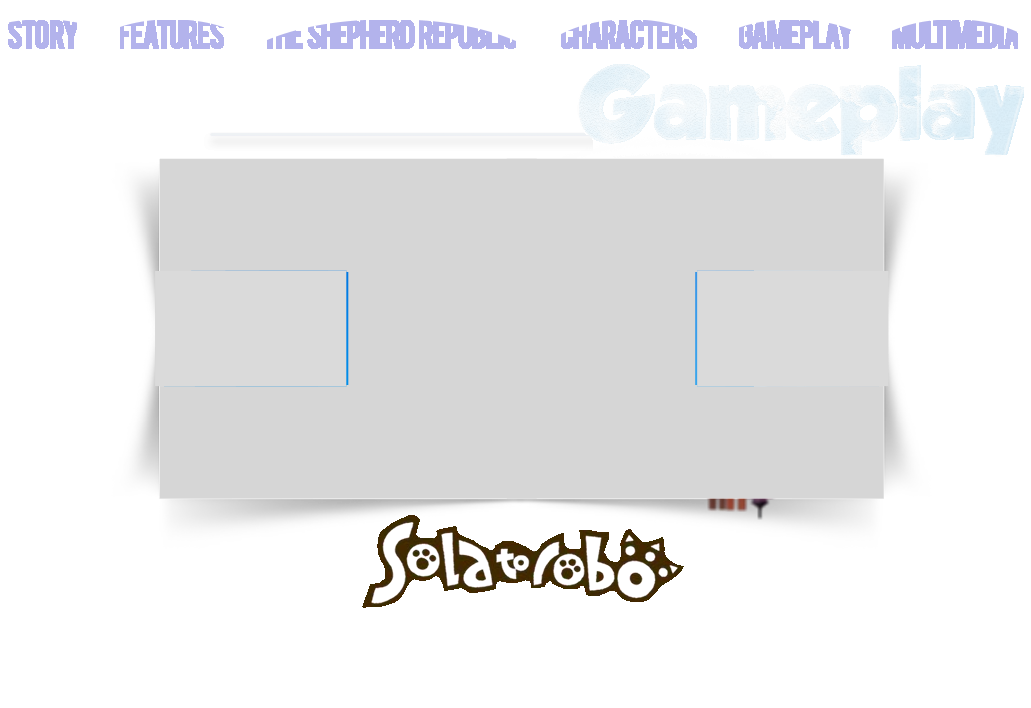 STORY FEATURES THE SHEPHERD REPUBLIC CHARACTERS GAMEPLAY MULTIMEDIA
Gameplay
Solatorobo